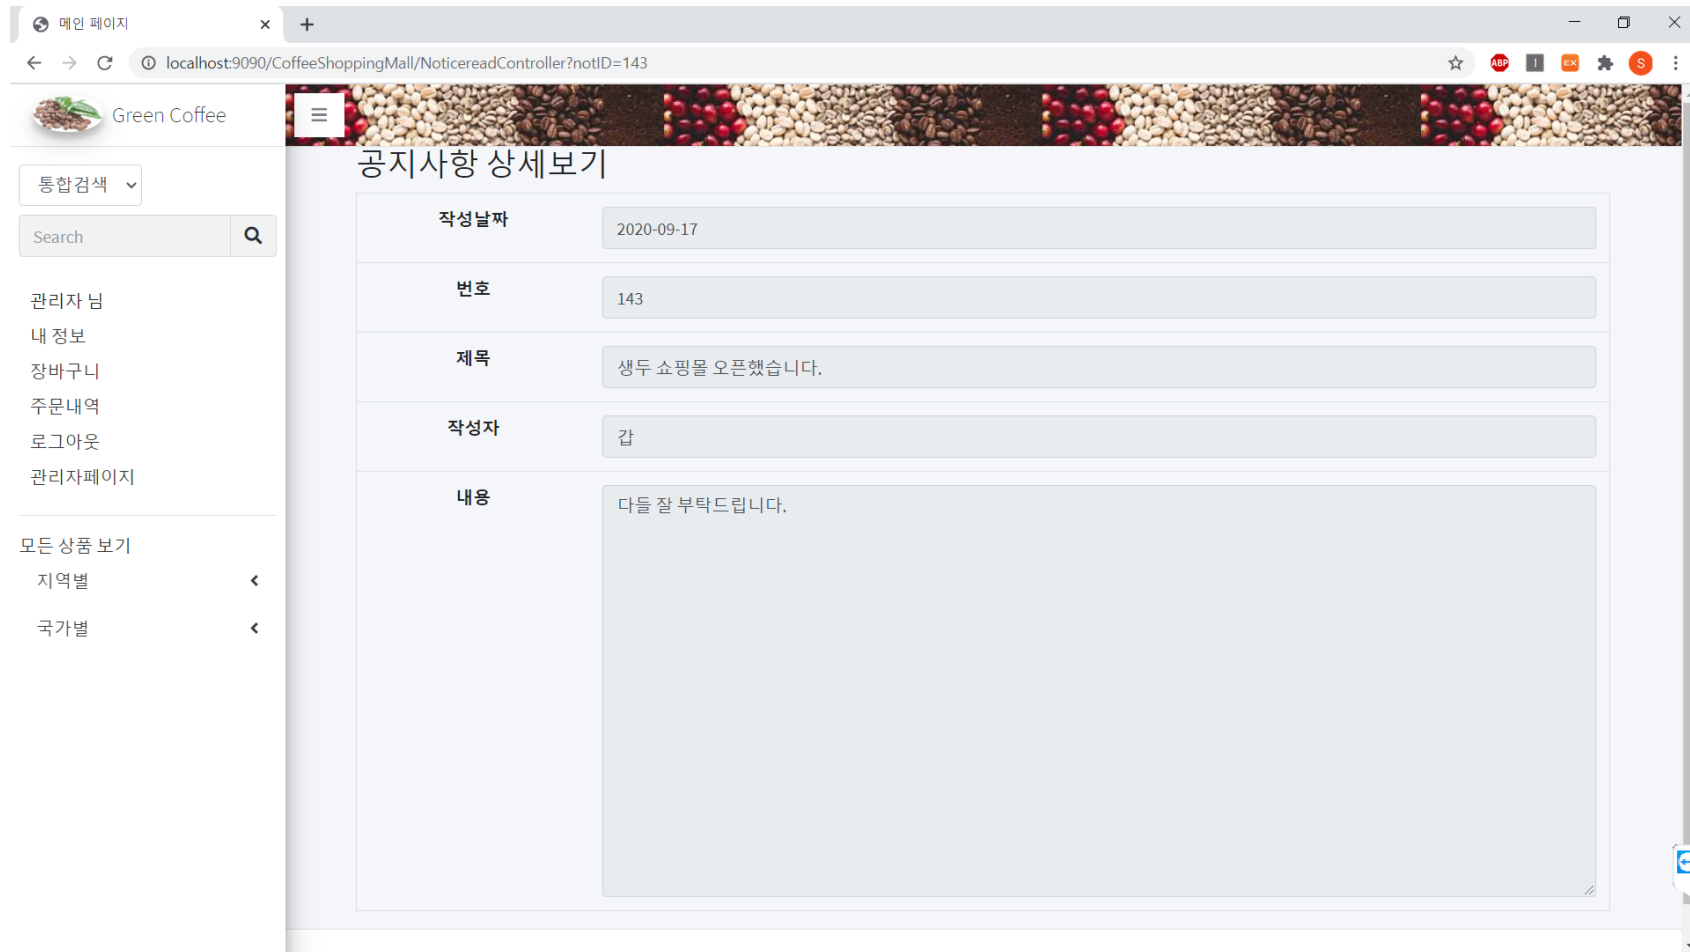 메인 페이지
localhost:9090/CoffeeShoppingMall/NoticereadController?notID=143
ABP
I
EX
S
Green Coffee
통합검색
Search
관리자 님
내 정보
장바구니
주문내역
로그아웃
관리자페이지
모든 상품 보기
지역별
국가별
공지사항 상세보기
작성날짜 2020-09-17
번호 143
제목 생두 쇼핑몰 오픈했습니다.
작성자 갑
내용 다들 잘 부탁드립니다.